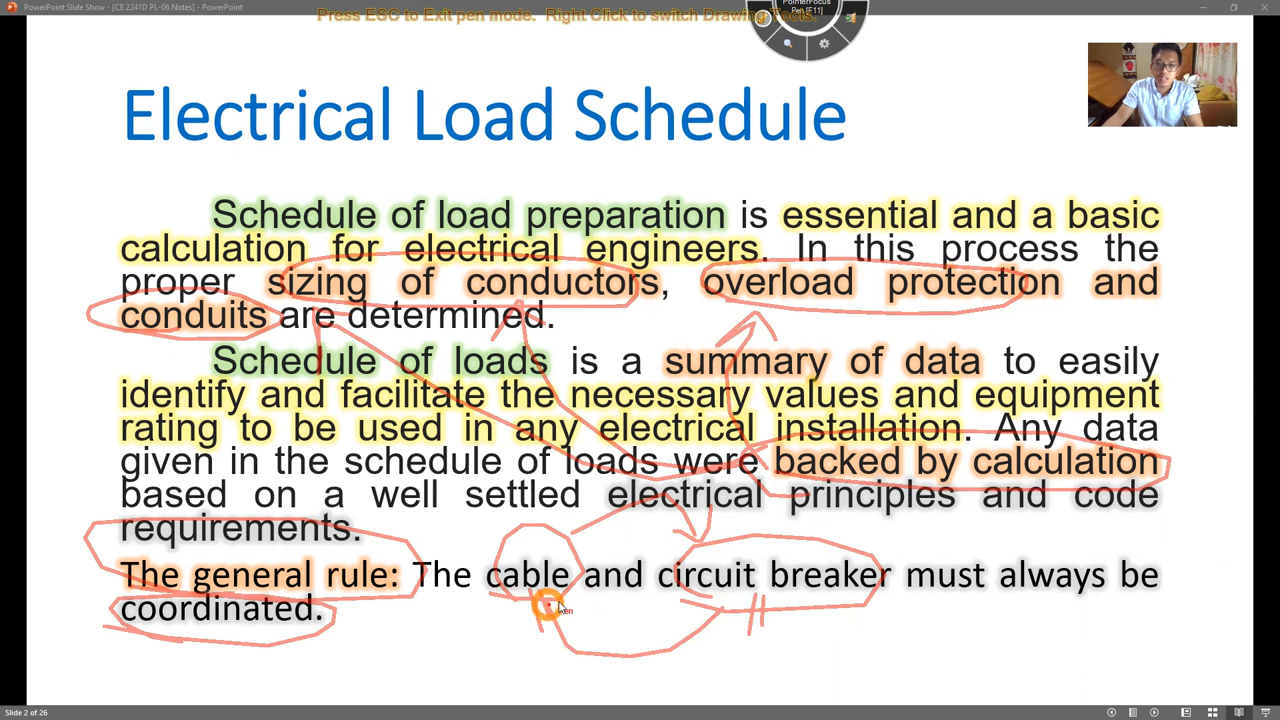 PowerPoint Slide Show - [CE 2241D PL-06 Notes] - PowerPoint
Press ESC to Exit pen mode. Right Click to switch Drawing Tools.
PointerFocus
Pen [F11]
Electrical Load Schedule
Schedule of load preparation is essential and a basic
calculation for electrical engineers. In this process the
proper sizing of conductors, overload protection and
conduits are determined.
Schedule of loads is a summary of data to easily
identify and facilitate the necessary values and equipment
rating to be used in any electrical installation. Any data
given in the schedule of loads were backed by calculation
based on a well settled electrical principles and code
requirements.
The general rule: The cable and circuit breaker must always be
coordinated.
Pen
Slide 2 of 26